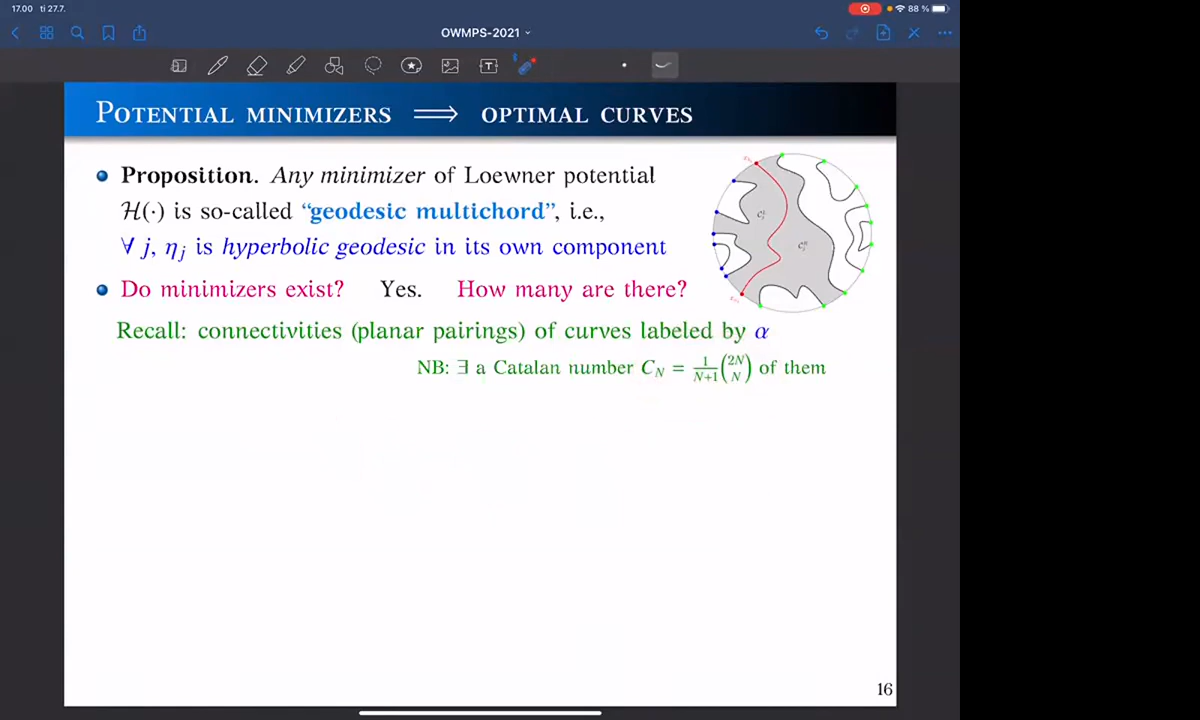 17.00 ti 27.7.
88 %
OWMPS-2021
POTENTIAL MINIMIZERS ⟹ OPTIMAL CURVES
Proposition. Any minimizer of Loewner potential
H(·) is so-called “geodesic multichord”, i.e.,
∀ j, ηj is hyperbolic geodesic in its own component
Do minimizers exist? Yes. How many are there?
Recall: connectivities (planar pairings) of curves labeled by α
NB: ∃ a Catalan number C_N = 1/(N+1) (2N N) of them
16